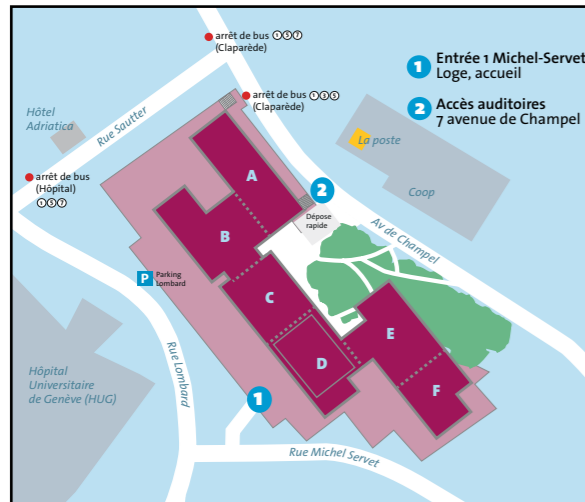 arrêt de bus ①⑤⑦
(Claparède)
1 Entrée 1 Michel-Servet
Loge, accueil
arrêt de bus ①③⑤
(Claparède)
2 Accès auditoires
7 avenue de Champel
Hôtel
Adriatica
Rue Sautter
La poste
Coop
arrêt de bus
(Hôpital)
①⑤⑦
A
2
Dépose
rapide
B
Av de Champel
P Parking
Lombard
C
E
D
F
Rue Lombard
Hôpital
Universitaire
de Genève (HUG)
1
Rue Michel Servet